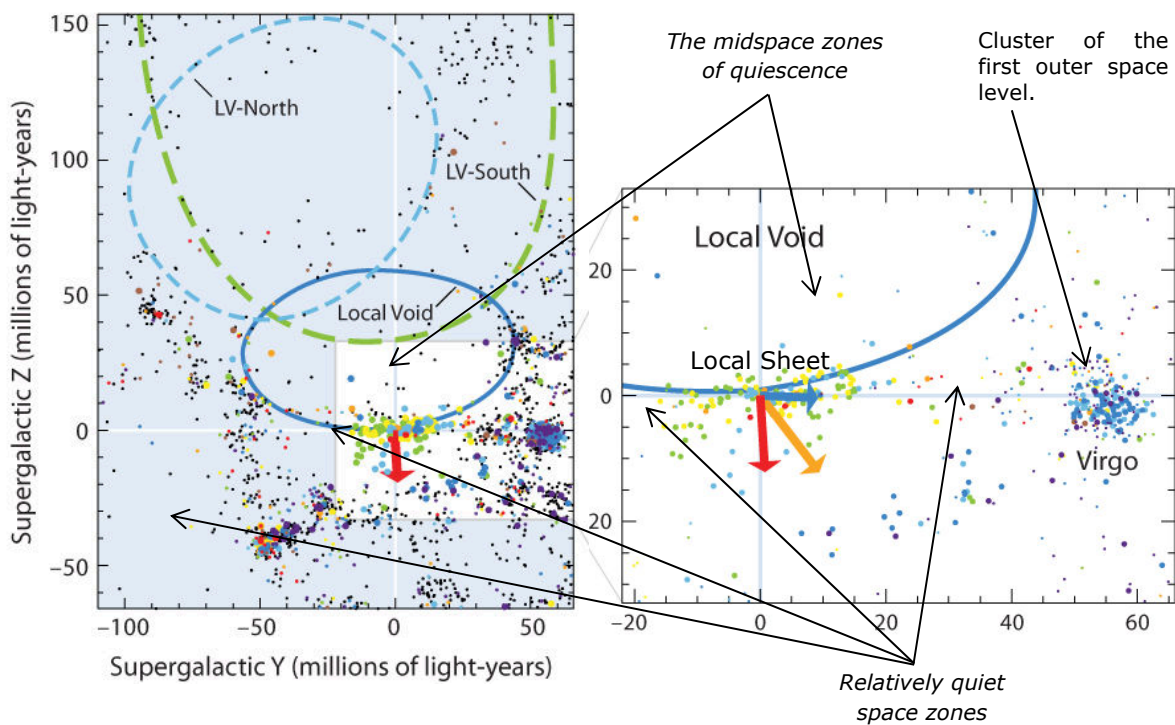 The midspace zones
of quiescence
Cluster of the
first outer space
level.
150
100
50
0
−50
Supergalactic Z (millions of light-years)
LV-North
LV-South
Local Void
−100
−50
0
50
Supergalactic Y (millions of light-years)
Local Void
Local Sheet
Virgo
20
0
20
−20
0
20
40
60
Relatively quiet
space zones